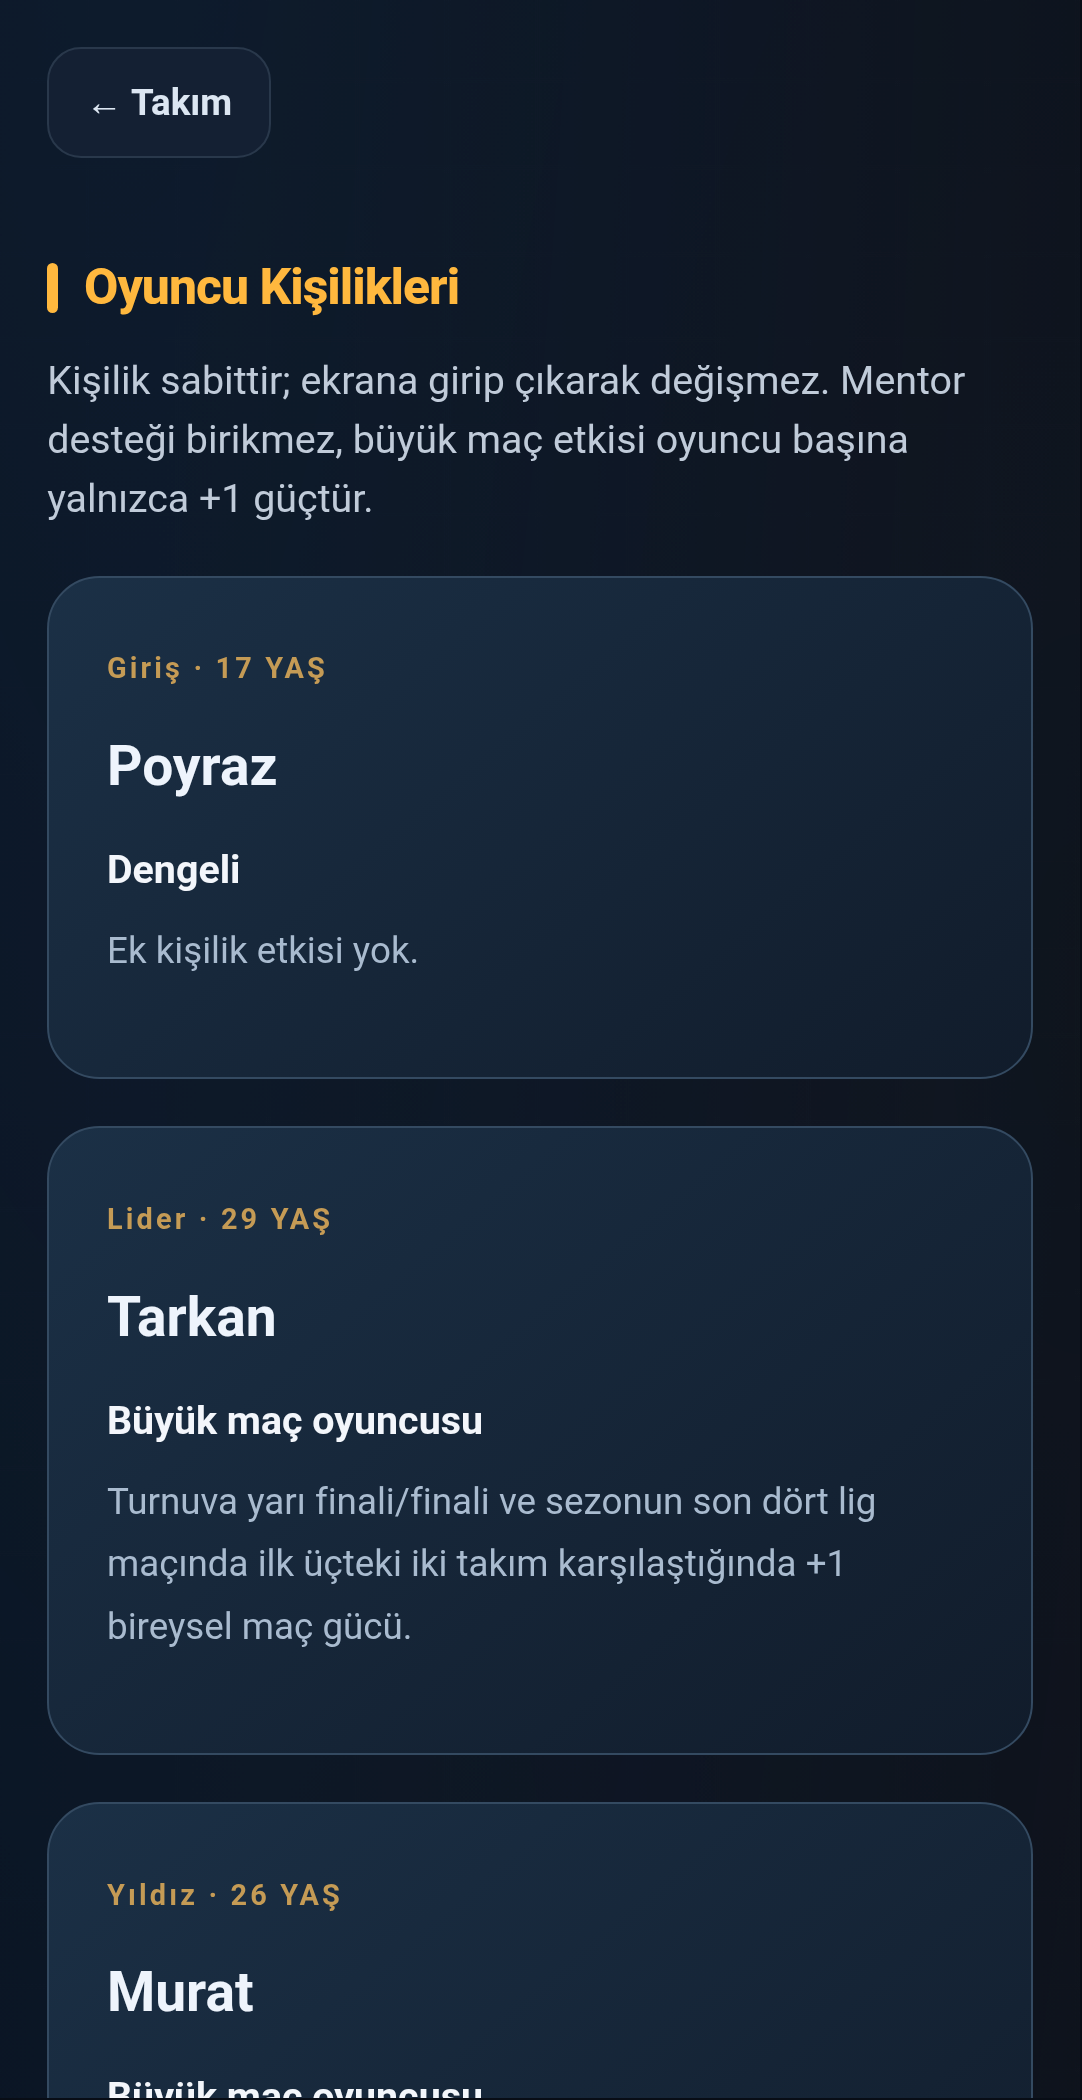 ← Takım
Oyuncu Kişilikleri
Kişilik sabittir; ekrana girip çıkarak değişmez. Mentor
desteği birikmez, büyük maç etkisi oyuncu başına
yalnızca +1 güçtür.
Giriş · 17 YAŞ
Poyraz
Dengeli
Ek kişilik etkisi yok.
Lider · 29 YAŞ
Tarkan
Büyük maç oyuncusu
Turnuva yarı finali/finali ve sezonun son dört lig
maçında ilk üçteki iki takım karşılaştığında +1
bireysel maç gücü.
Yıldız · 26 YAŞ
Murat
Büyük maç oyuncusu